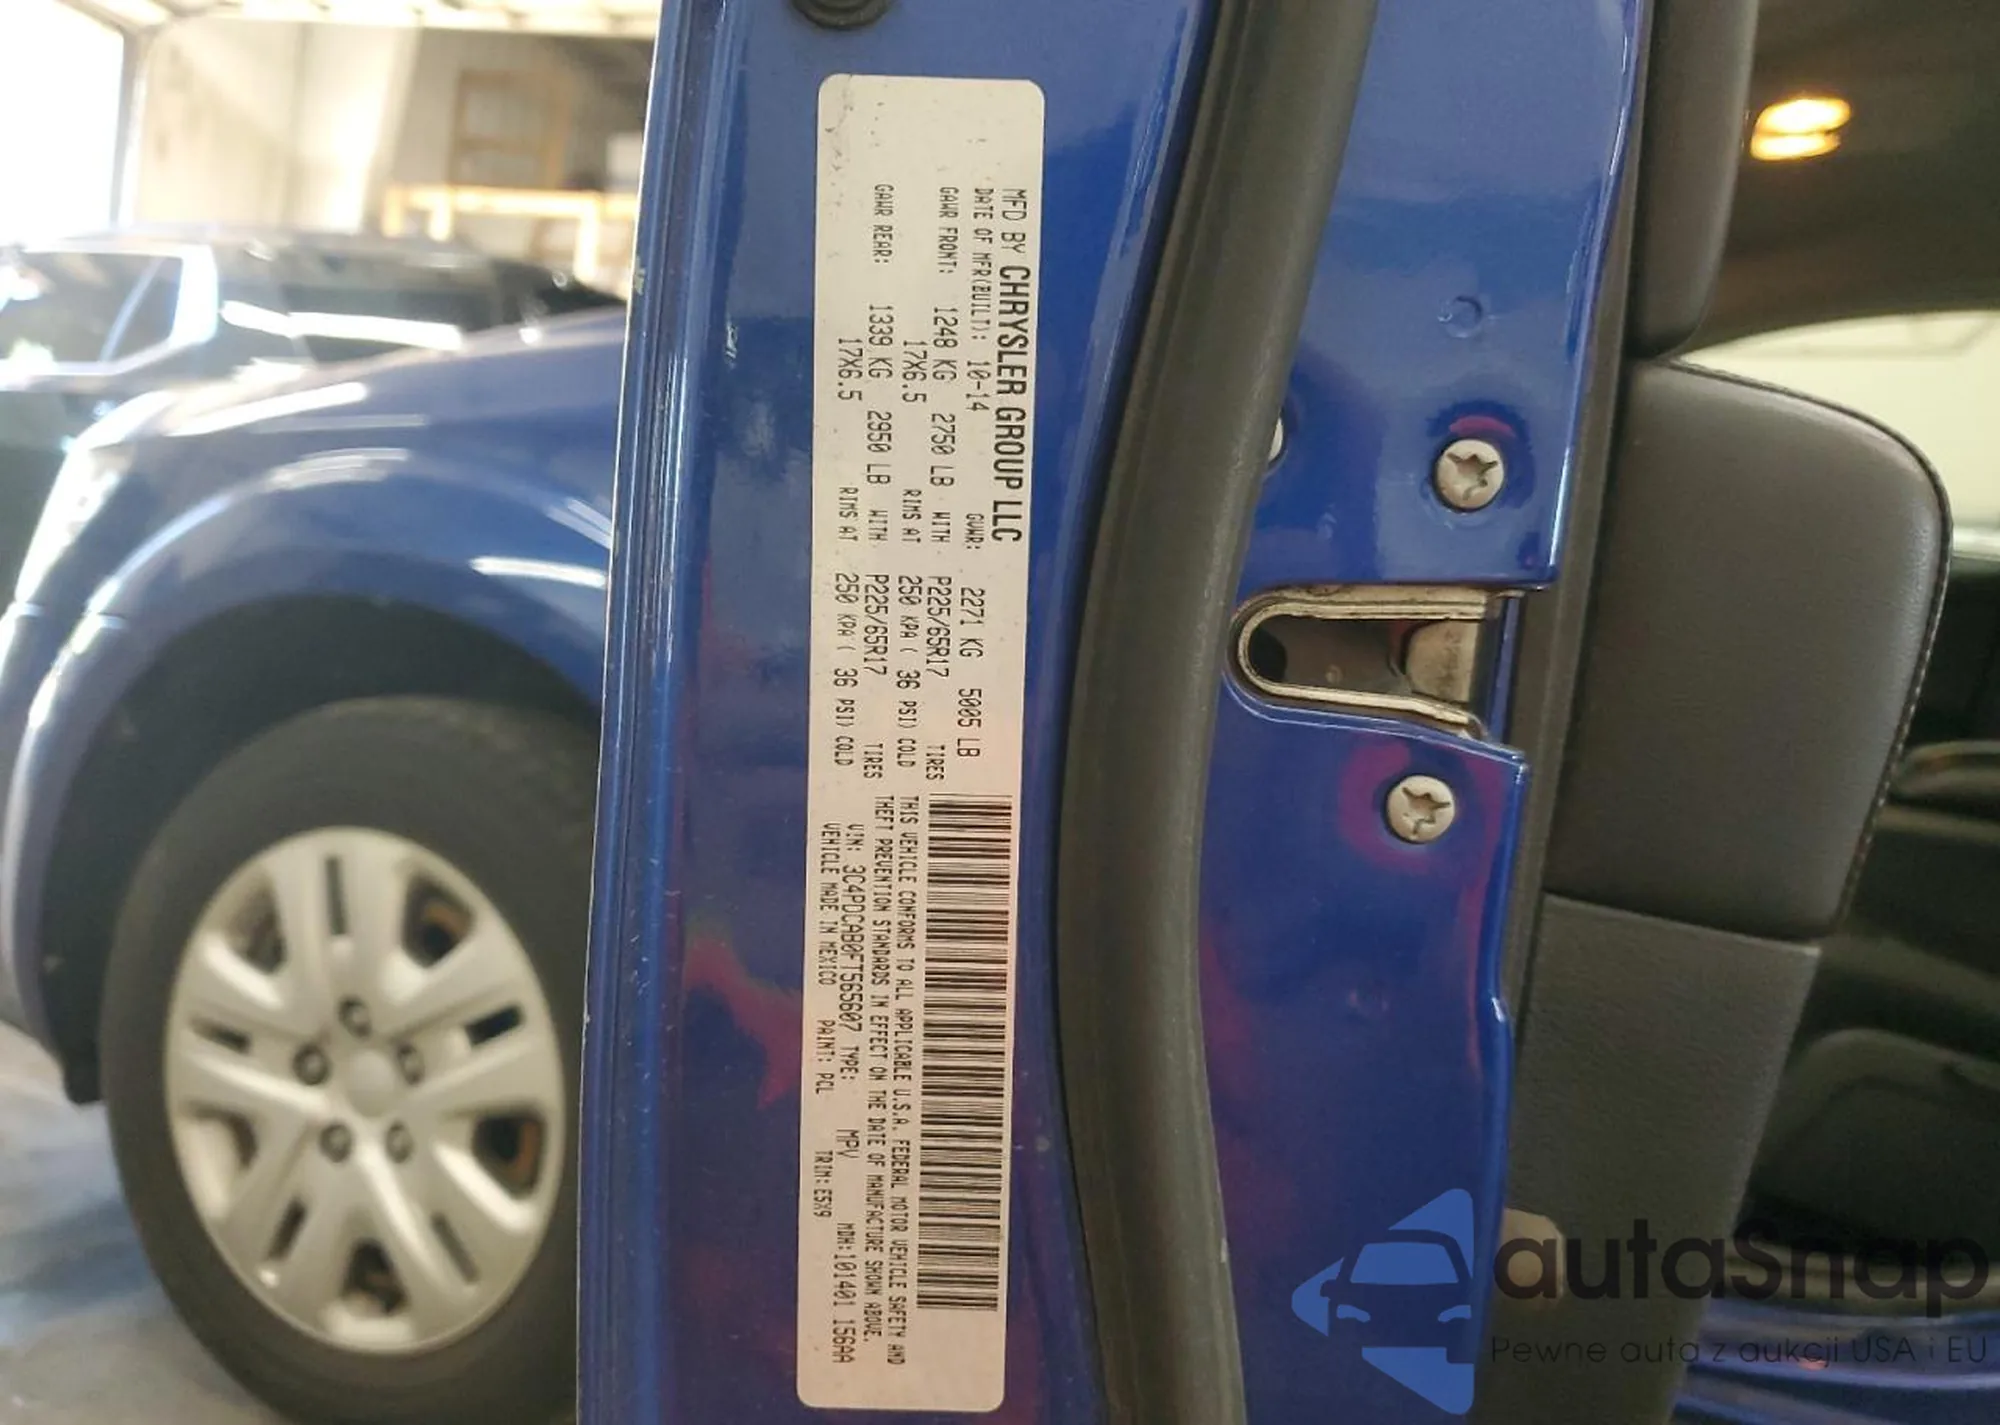 MFD BY CHRYSLER GROUP LLC
DATE OF MFR(BUILT): 10-14 GVWR: 2271 KG 5005 LB
GAWR FRONT: 1248 KG 2750 LB WITH P225/65R17 TIRES
17X6.5 RIMS AT 250 KPA ( 36 PSI) COLD
GAWR REAR: 1339 KG 2950 LB WITH P225/65R17 TIRES
17X6.5 RIMS AT 250 KPA ( 36 PSI) COLD
THIS VEHICLE CONFORMS TO ALL APPLICABLE U.S.A. FEDERAL MOTOR VEHICLE SAFETY AND
THEFT PREVENTION STANDARDS IN EFFECT ON THE DATE OF MANUFACTURE SHOWN ABOVE.
VIN: 3C4PDCAB0FT565607 TYPE: MPV MDH:101401 156AA
VEHICLE MADE IN MEXICO PAINT: PCL TRIM: E5X9
autaSnap
Pewne auta z aukcji USA i EU